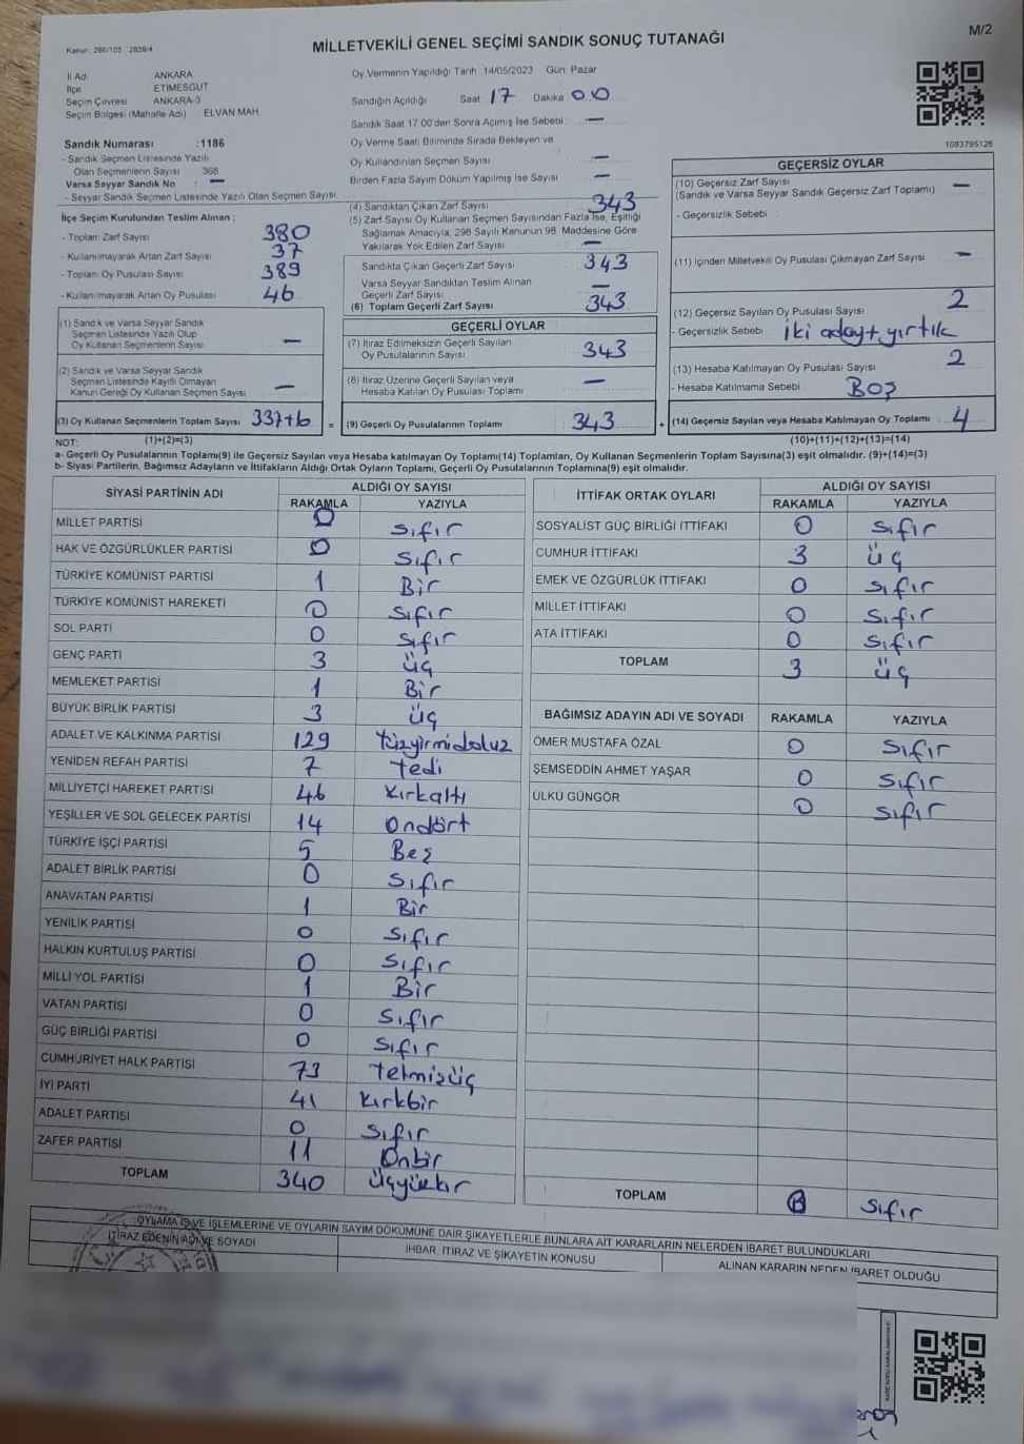 Kanun: 298/105 2839/4
MİLLETVEKİLİ GENEL SEÇİMİ SANDIK SONUÇ TUTANAĞI
M/2
İl Adı ANKARA
İlçe ETİMESGUT
Seçim Çevresi ANKARA-3
Seçim Bölgesi (Mahalle Adı) ELVAN MAH.
Sandık Numarası :1186
- Sandık Seçmen Listesinde Yazılı
Olan Seçmenlerin Sayısı 368
Varsa Seyyar Sandık No : —
- Seyyar Sandık Seçmen Listesinde Yazılı Olan Seçmen Sayısı
Oy Vermenin Yapıldığı Tarih :14/05/2023 Gün: Pazar
Sandığın Açıldığı Saat 17 Dakika 00
Sandık Saat 17:00'den Sonra Açılmış İse Sebebi —
Oy Verme Saati Bitiminde Sırada Bekleyen ve
Oy Kullandırılan Seçmen Sayısı —
Birden Fazla Sayım Döküm Yapılmış İse Sayısı —
1083795126
İlçe Seçim Kurulundan Teslim Alınan :
- Toplam Zarf Sayısı 380
- Kullanılmayarak Artan Zarf Sayısı 37
- Toplam Oy Pusulası Sayısı 389
- Kullanılmayarak Artan Oy Pusulası 46
(1) Sandık ve Varsa Seyyar Sandık
Seçmen Listesinde Yazılı Olup
Oy Kullanan Seçmenlerin Sayısı —
(2) Sandık ve Varsa Seyyar Sandık
Seçmen Listesinde Kayıtlı Olmayan
Kanun Gereği Oy Kullanan Seçmen Sayısı —
(3) Oy Kullanan Seçmenlerin Toplam Sayısı 337+6
(4) Sandıktan Çıkan Zarf Sayısı 343
(5) Zarf Sayısı Oy Kullanan Seçmen Sayısından Fazla İse, Eşitliği
Sağlamak Amacıyla, 298 Sayılı Kanunun 98. Maddesine Göre
Yakılarak Yok Edilen Zarf Sayısı —
Sandıkta Çıkan Geçerli Zarf Sayısı 343
Varsa Seyyar Sandıktan Teslim Alınan
Geçerli Zarf Sayısı —
(6) Toplam Geçerli Zarf Sayısı 343
GEÇERLİ OYLAR
(7) İtiraz Edilmeksizin Geçerli Sayılan
Oy Pusulalarının Sayısı 343
(8) İtiraz Üzerine Geçerli Sayılan veya
Hesaba Katılan Oy Pusulası Toplamı —
= (9) Geçerli Oy Pusulalarının Toplamı 343
GEÇERSİZ OYLAR
(10) Geçersiz Zarf Sayısı
(Sandık ve Varsa Seyyar Sandık Geçersiz Zarf Toplamı) —
- Geçersizlik Sebebi :
(11) İçinden Milletvekili Oy Pusulası Çıkmayan Zarf Sayısı —
(12) Geçersiz Sayılan Oy Pusulası Sayısı 2
- Geçersizlik Sebebi : iki aday+yırtık
(13) Hesaba Katılmayan Oy Pusulası Sayısı 2
- Hesaba Katılmama Sebebi : Boş
+ (14) Geçersiz Sayılan veya Hesaba Katılmayan Oy Toplamı 4
NOT: (1)+(2)=(3) (10)+(11)+(12)+(13)=(14)
a- Geçerli Oy Pusulalarının Toplamı(9) ile Geçersiz Sayılan veya Hesaba katılmayan Oy Toplamı(14) Toplamları, Oy Kullanan Seçmenlerin Toplam Sayısına(3) eşit olmalıdır. (9)+(14)=(3)
b- Siyasi Partilerin, Bağımsız Adayların ve İttifakların Aldığı Ortak Oyların Toplamı, Geçerli Oy Pusulalarının Toplamına(9) eşit olmalıdır.
SİYASİ PARTİNİN ADI ALDIĞI OY SAYISI
RAKAMLA YAZIYLA
MİLLET PARTİSİ 0 Sıfır
HAK VE ÖZGÜRLÜKLER PARTİSİ 0 Sıfır
TÜRKİYE KOMÜNİST PARTİSİ 1 Bir
TÜRKİYE KOMÜNİST HAREKETİ 0 Sıfır
SOL PARTİ 0 Sıfır
GENÇ PARTİ 3 üç
MEMLEKET PARTİSİ 1 Bir
BÜYÜK BİRLİK PARTİSİ 3 üç
ADALET VE KALKINMA PARTİSİ 129 Yüzyirmidokuz
YENİDEN REFAH PARTİSİ 7 Yedi
MİLLİYETÇİ HAREKET PARTİSİ 46 Kırkaltı
YEŞİLLER VE SOL GELECEK PARTİSİ 14 Ondört
TÜRKİYE İŞÇİ PARTİSİ 5 Beş
ADALET BİRLİK PARTİSİ 0 Sıfır
ANAVATAN PARTİSİ 1 Bir
YENİLİK PARTİSİ 0 Sıfır
HALKIN KURTULUŞ PARTİSİ 0 Sıfır
MİLLİ YOL PARTİSİ 1 Bir
VATAN PARTİSİ 0 Sıfır
GÜÇ BİRLİĞİ PARTİSİ 0 Sıfır
CUMHURİYET HALK PARTİSİ 73 Yetmişüç
İYİ PARTİ 41 Kırkbir
ADALET PARTİSİ 0 Sıfır
ZAFER PARTİSİ 11 Onbir
TOPLAM 340 Üçyüzkır
İTTİFAK ORTAK OYLARI ALDIĞI OY SAYISI
RAKAMLA YAZIYLA
SOSYALİST GÜÇ BİRLİĞİ İTTİFAKI 0 Sıfır
CUMHUR İTTİFAKI 3 üç
EMEK VE ÖZGÜRLÜK İTTİFAKI 0 Sıfır
MİLLET İTTİFAKI 0 Sıfır
ATA İTTİFAKI 0 Sıfır
TOPLAM 3 üç
BAĞIMSIZ ADAYIN ADI VE SOYADI RAKAMLA YAZIYLA
ÖMER MUSTAFA ÖZAL 0 Sıfır
ŞEMSEDDİN AHMET YAŞAR 0 Sıfır
ÜLKÜ GÜNGÖR 0 Sıfır
TOPLAM 0 Sıfır
OYLAMA İŞ VE İŞLEMLERİNE VE OYLARIN SAYIM DÖKÜMÜNE DAİR ŞİKAYETLERLE BUNLARA AİT KARARLARIN NELERDEN İBARET BULUNDUKLARI
İTİRAZ EDENİN ADI VE SOYADI İHBAR, İTİRAZ VE ŞİKAYETİN KONUSU ALINAN KARARIN NEDEN İBARET OLDUĞU